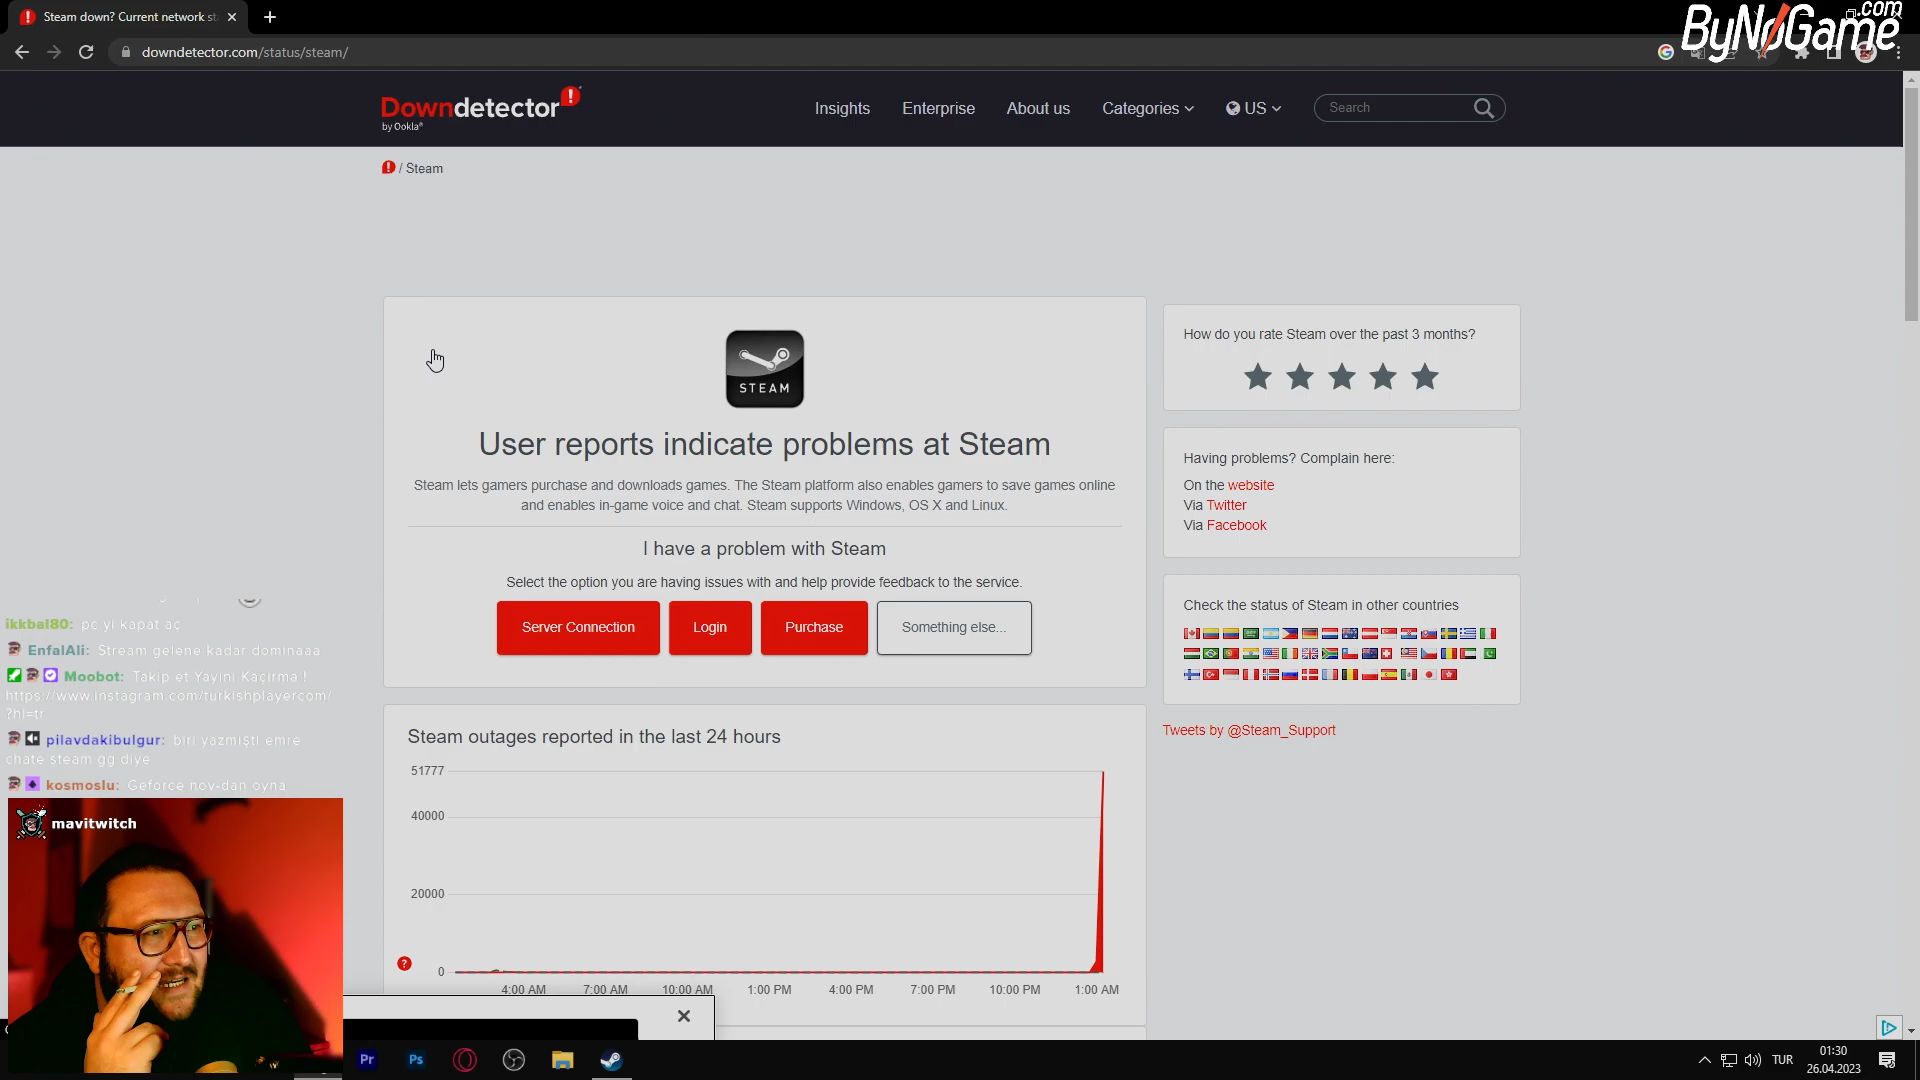 Steam down? Current network st
ByNoGame.com
downdetector.com/status/steam/
Downdetector
by Ookla®
Insights
Enterprise
About us
Categories
US
Search
/ Steam
STEAM
User reports indicate problems at Steam
Steam lets gamers purchase and downloads games. The Steam platform also enables gamers to save games online
and enables in-game voice and chat. Steam supports Windows, OS X and Linux.
I have a problem with Steam
Select the option you are having issues with and help provide feedback to the service.
Server Connection
Login
Purchase
Something else...
How do you rate Steam over the past 3 months?
Having problems? Complain here:
On the website
Via Twitter
Via Facebook
Check the status of Steam in other countries
Tweets by @Steam_Support
Steam outages reported in the last 24 hours
51777
40000
20000
0
4:00 AM
7:00 AM
10:00 AM
1:00 PM
4:00 PM
7:00 PM
10:00 PM
1:00 AM
?
ikkbal80: pc yi kapat aç
EnfalAli: Stream gelene kadar dominaaa
Moobot: Takip et Yayını Kaçırma !
https://www.instagram.com/turkishplayercom/
?hl=tr
pilavdakibulgur: biri yazmıştı emre
chate steam gg diye
kosmoslu: Geforce nov-dan oyna
mavitwitch
Pr
Ps
TUR
01:30
26.04.2023